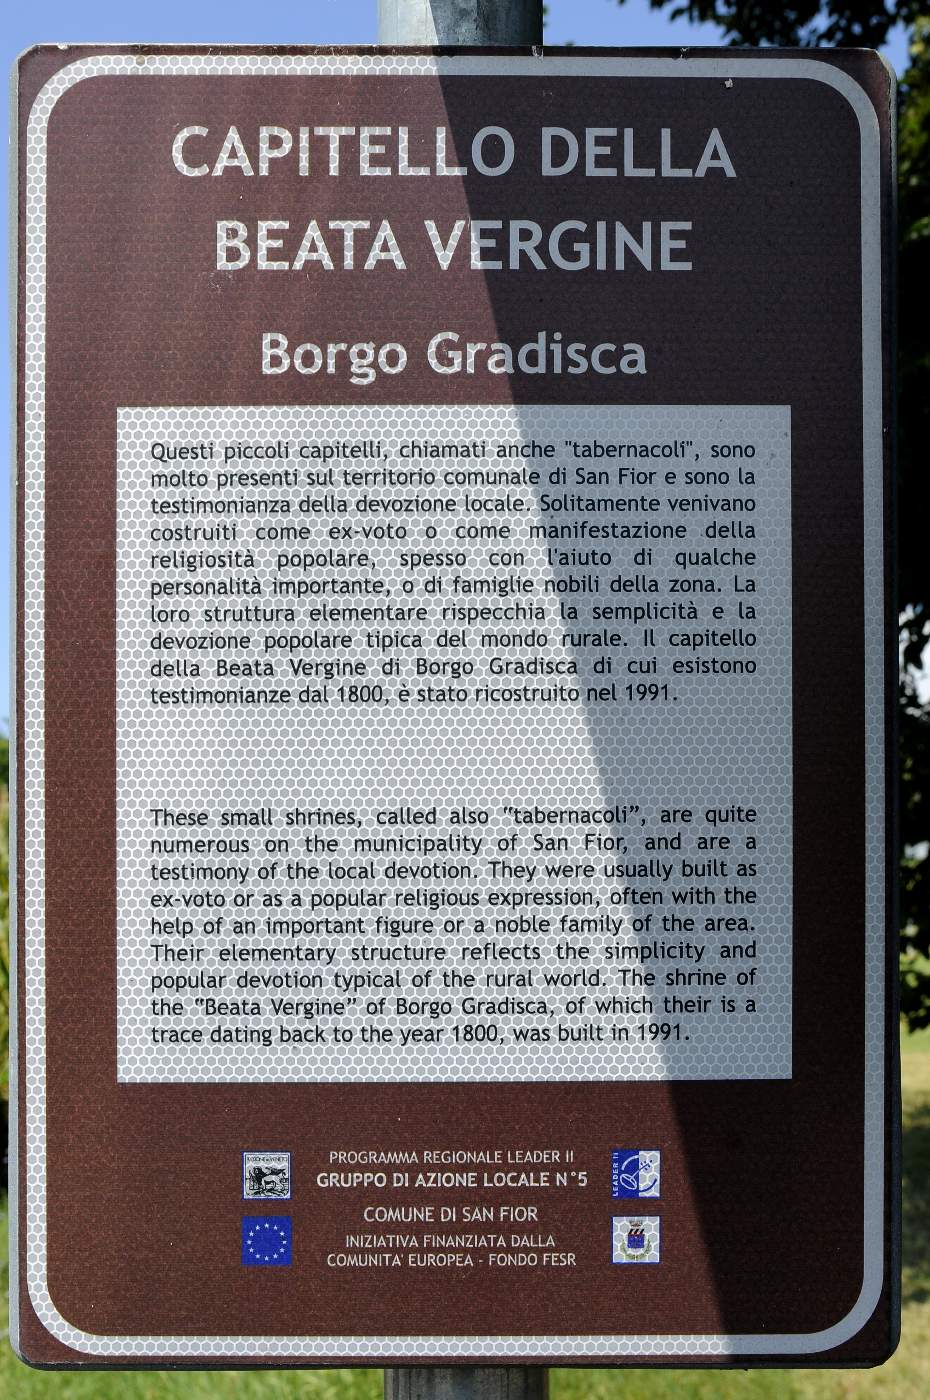 CAPITELLO DELLA
BEATA VERGINE
Borgo Gradisca
Questi piccoli capitelli, chiamati anche "tabernacoli", sono
molto presenti sul territorio comunale di San Fior e sono la
testimonianza della devozione locale. Solitamente venivano
costruiti come ex-voto o come manifestazione della
religiosità popolare, spesso con l'aiuto di qualche
personalità importante, o di famiglie nobili della zona. La
loro struttura elementare rispecchia la semplicità e la
devozione popolare tipica del mondo rurale. Il capitello
della Beata Vergine di Borgo Gradisca di cui esistono
testimonianze dal 1800, è stato ricostruito nel 1991.
These small shrines, called also “tabernacoli”, are quite
numerous on the municipality of San Fior, and are a
testimony of the local devotion. They were usually built as
ex-voto or as a popular religious expression, often with the
help of an important figure or a noble family of the area.
Their elementary structure reflects the simplicity and
popular devotion typical of the rural world. The shrine of
the “Beata Vergine” of Borgo Gradisca, of which their is a
trace dating back to the year 1800, was built in 1991.
REGIONE DEL VENETO
PROGRAMMA REGIONALE LEADER II
GRUPPO DI AZIONE LOCALE N°5
LEADER II
COMUNE DI SAN FIOR
INIZIATIVA FINANZIATA DALLA
COMUNITA' EUROPEA - FONDO FESR